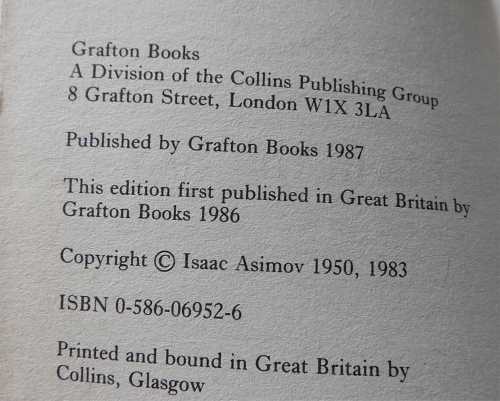 Grafton Books
A Division of the Collins Publishing Group
8 Grafton Street, London W1X 3LA
Published by Grafton Books 1987
This edition first published in Great Britain by
Grafton Books 1986
Copyright © Isaac Asimov 1950, 1983
ISBN 0-586-06952-6
Printed and bound in Great Britain by
Collins, Glasgow